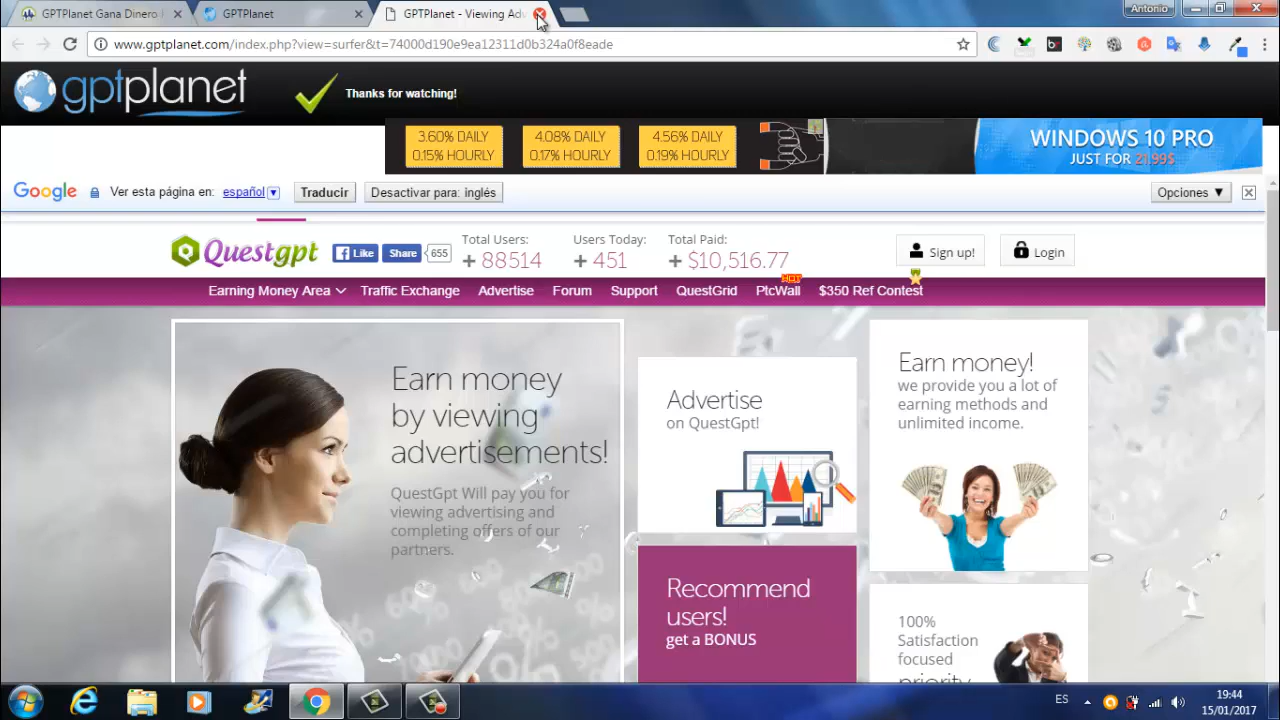 GPTPlanet Gana Dinero
GPTPlanet
GPTPlanet - Viewing Adv
Antonio
www.gptplanet.com/index.php?view=surfer&t=74000d190e9ea12311d0b324a0f8eade
gptplanet
Thanks for watching!
3.60% DAILY
0.15% HOURLY
4.08% DAILY
0.17% HOURLY
4.56% DAILY
0.19% HOURLY
WINDOWS 10 PRO
JUST FOR 21.99$
Google
Ver esta página en: español
Traducir
Desactivar para: inglés
Opciones
Questgpt
Like
Share
655
Total Users:
+ 88514
Users Today:
+ 451
Total Paid:
+ $10,516.77
Sign up!
Login
Earning Money Area
Traffic Exchange
Advertise
Forum
Support
QuestGrid
PtcWall
HOT
$350 Ref Contest
Earn money
by viewing
advertisements!
QuestGpt Will pay you for
viewing advertising and
completing offers of our
partners.
Advertise
on QuestGpt!
Recommend
users!
get a BONUS
Earn money!
we provide you a lot of
earning methods and
unlimited income.
100%
Satisfaction
focused
priority
ES
19:44
15/01/2017